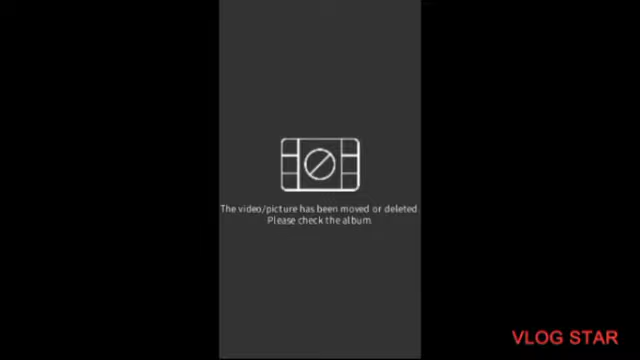 The video/picture has been moved or deleted
Please check the album
VLOG STAR